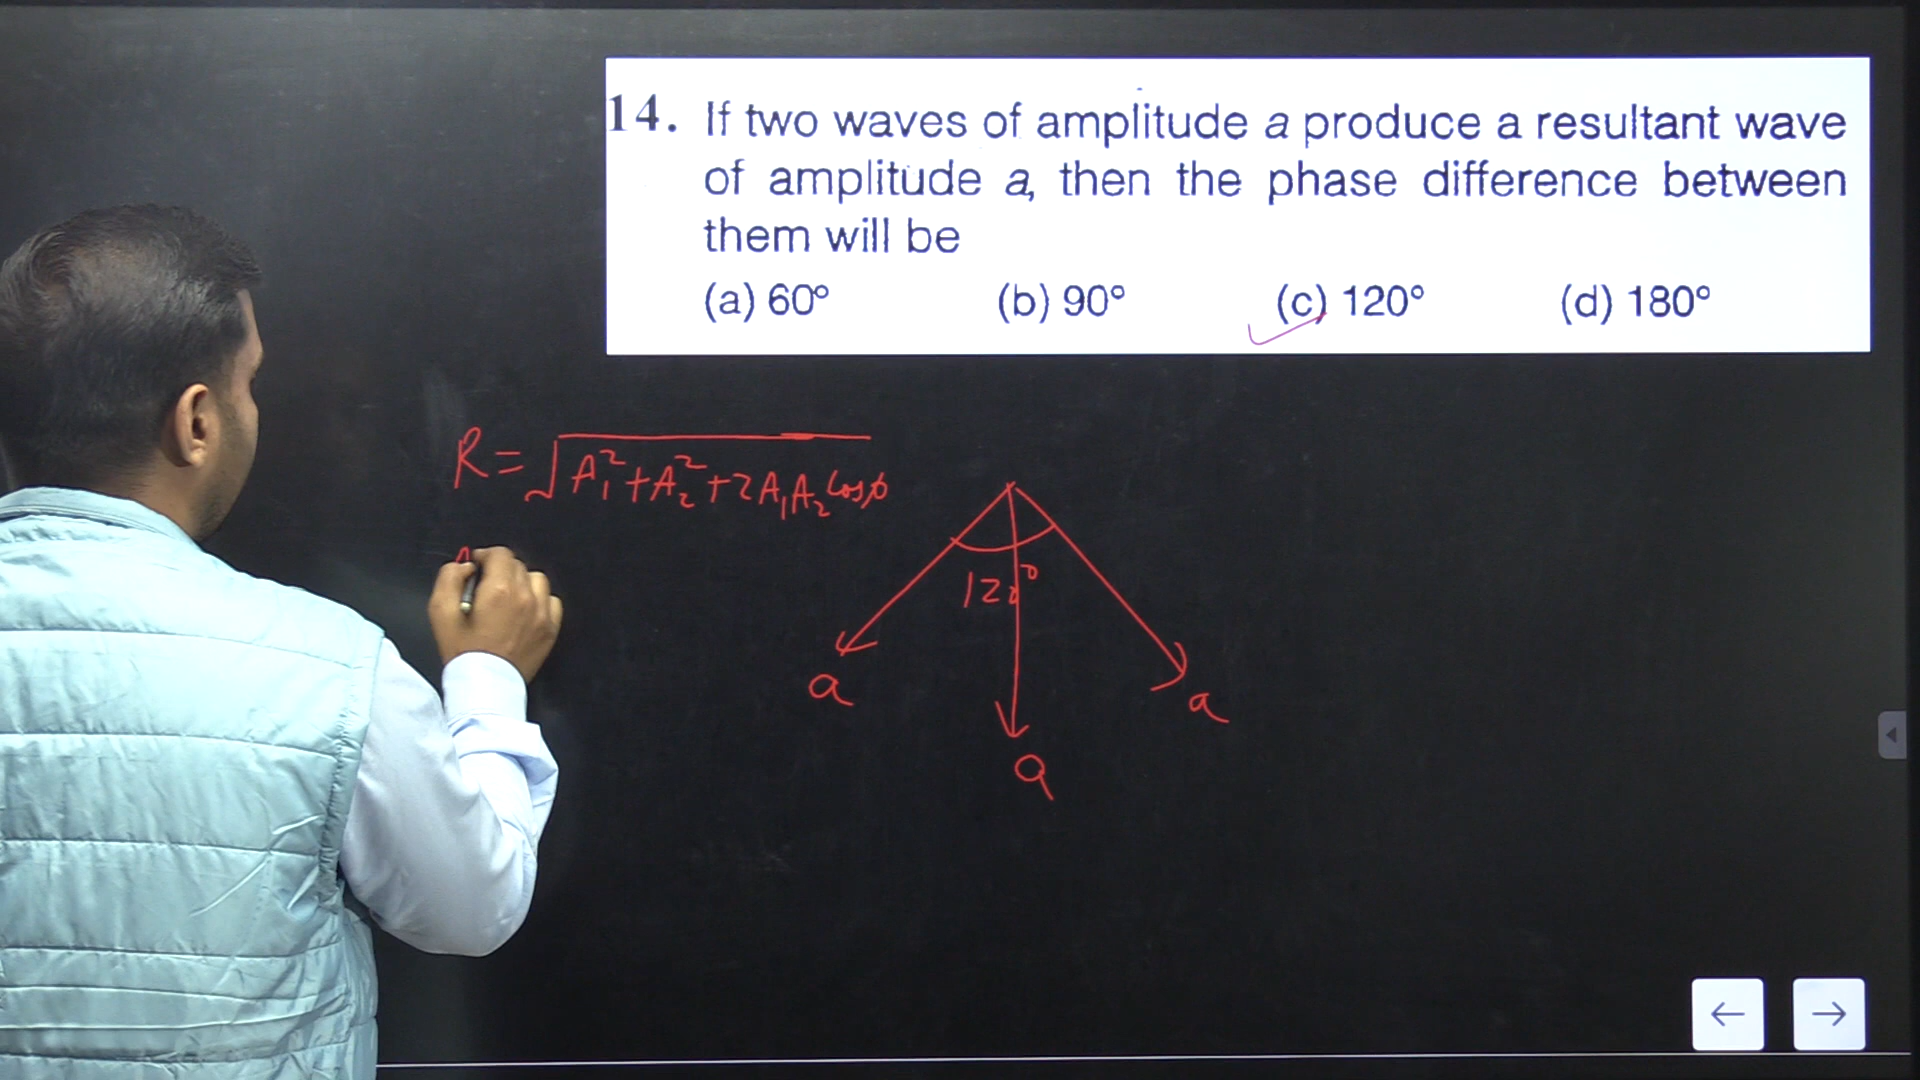 14. If two waves of amplitude a produce a resultant wave
of amplitude a, then the phase difference between
them will be
(a) 60° (b) 90° (c) 120° (d) 180°
R = √A₁² + A₂² + 2A₁A₂ cosϕ
120°
a
a
a